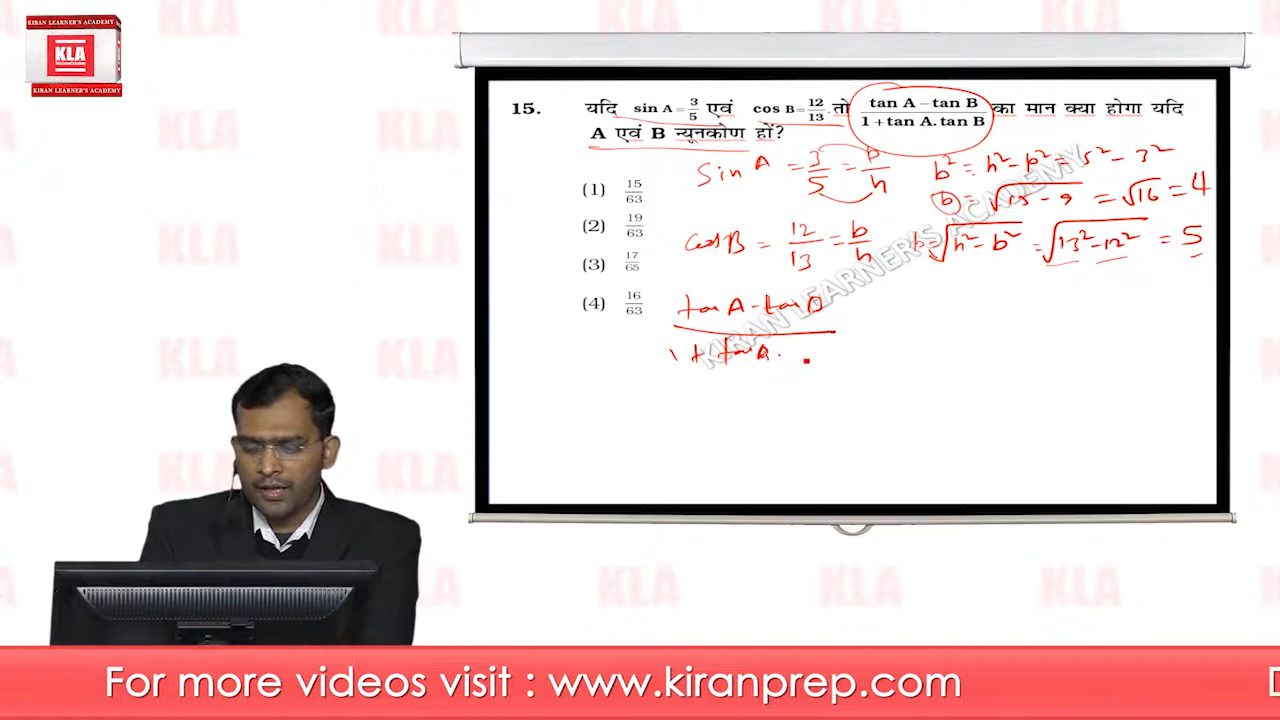 KIRAN LEARNER'S ACADEMY
KLA
KIRAN LEARNER'S ACADEMY
15. यदि sin A = 3/5 एवं cos B = 12/13. तो (tan A – tan B)/(1 + tan A. tan B) का मान क्या होगा यदि
A एवं B न्यूनकोण हों?
(1) 15/63
(2) 19/63
(3) 17/65
(4) 16/63
sin A = 3/5 = p/h
b² = h² - p² = 5² - 3²
b = √25 - 9 = √16 = 4
cos B = 12/13 = b/h
p = √h² - b² = √13² - 12² = 5
tan A - tan B
1 + tan A .
KIRAN LEARNER'S ACADEMY
For more videos visit : www.kiranprep.com
D